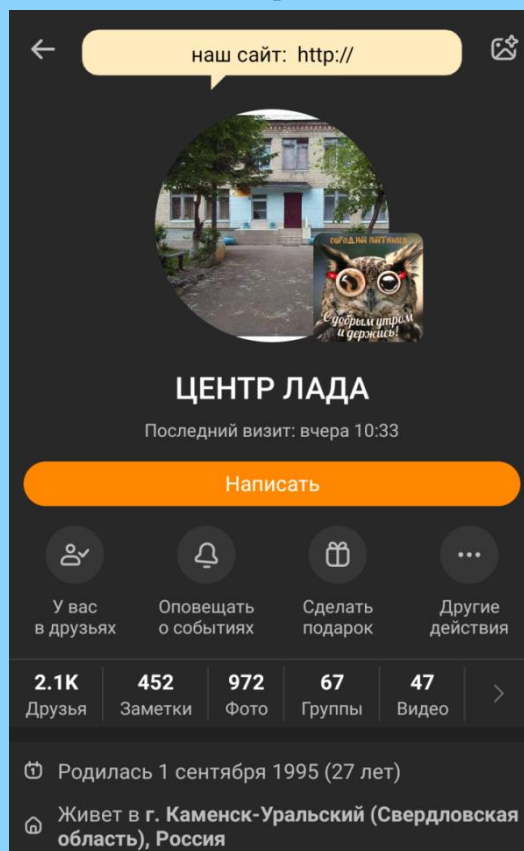 наш сайт: http://
СЕГОДНЯ ПЯТНИЦА
С добрым утром
и держись!
ЦЕНТР ЛАДА
Последний визит: вчера 10:33
Написать
У вас
в друзьях
Оповещать
о событиях
Сделать
подарок
Другие
действия
2.1K
Друзья
452
Заметки
972
Фото
67
Группы
47
Видео
Родилась 1 сентября 1995 (27 лет)
Живет в г. Каменск-Уральский (Свердловская
область), Россия